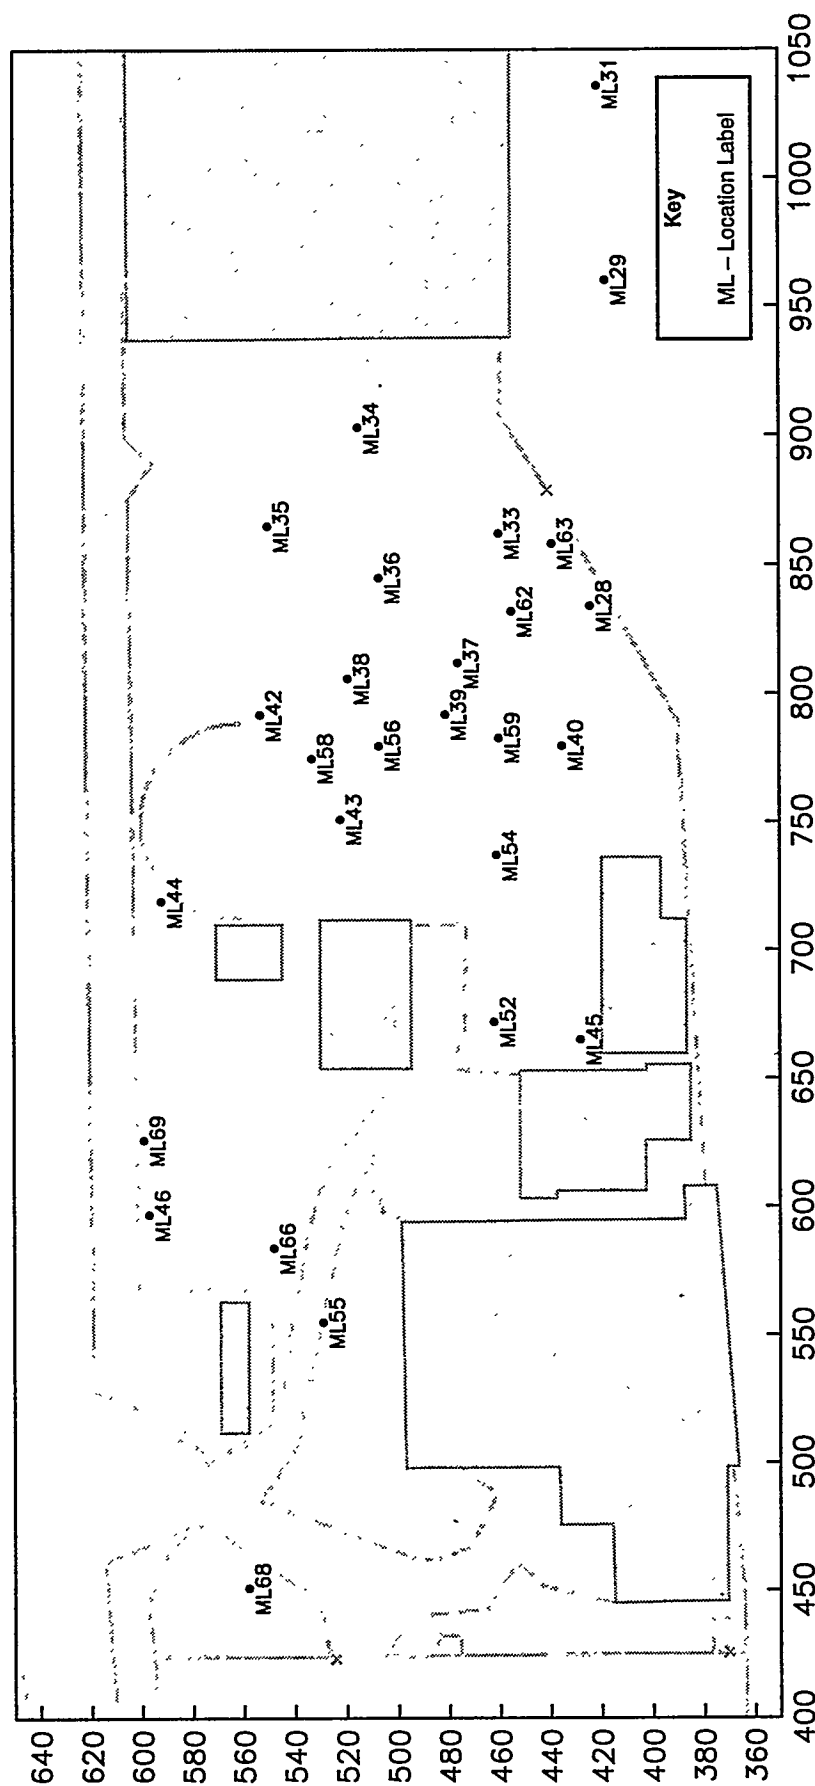 1050
1000
950
900
850
800
750
700
650
600
550
500
450
400
640
620
600
580
560
540
520
500
480
460
440
420
400
380
360
Key
ML – Location Label
ML31
ML29
ML34
ML35
ML33
ML63
ML36
ML62
ML28
ML38
ML37
ML42
ML39
ML58
ML56
ML59
ML40
ML43
ML54
ML44
ML52
ML45
ML69
ML46
ML66
ML55
ML68